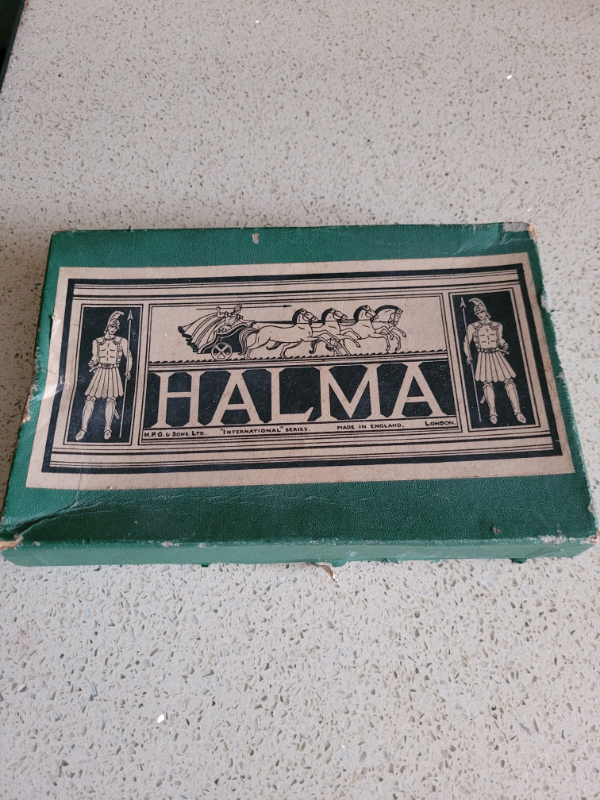 HALMA
H.P.G. & SONS. LTD. "INTERNATIONAL" SERIES. MADE IN ENGLAND. LONDON.